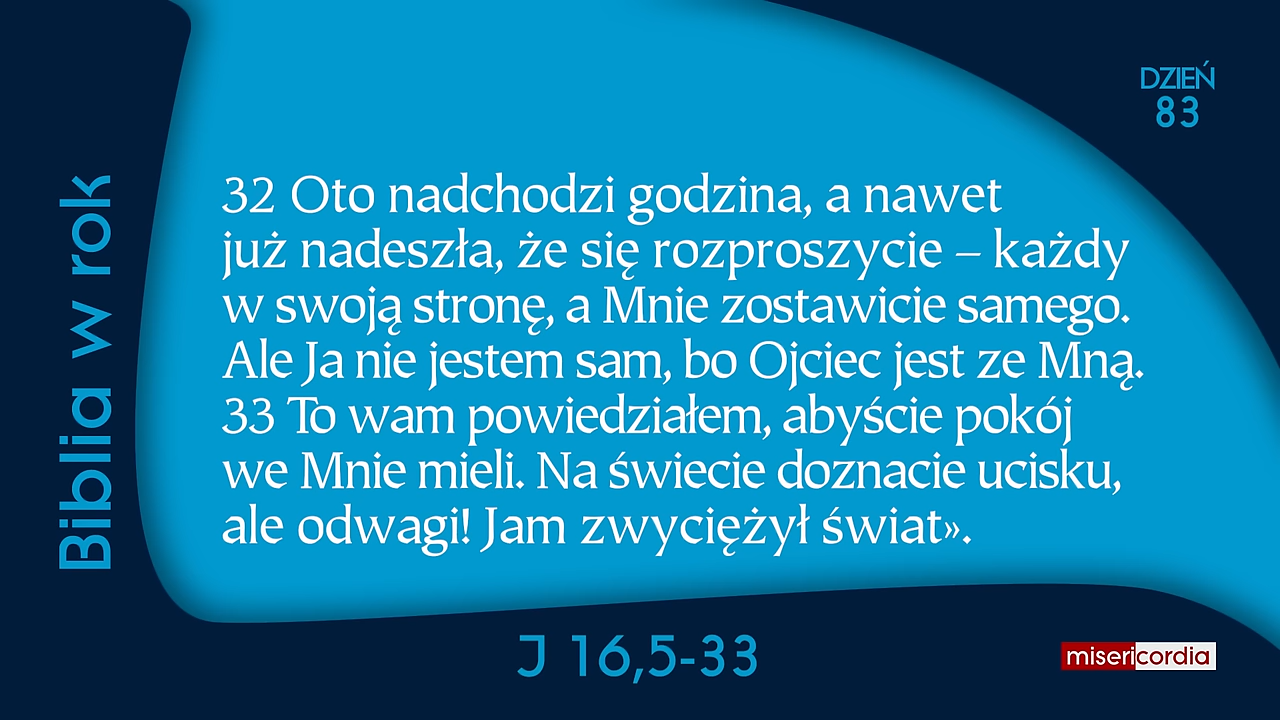 DZIEŃ
83
Biblia w rok
32 Oto nadchodzi godzina, a nawet
już nadeszła, że się rozproszycie – każdy
w swoją stronę, a Mnie zostawicie samego.
Ale Ja nie jestem sam, bo Ojciec jest ze Mną.
33 To wam powiedziałem, abyście pokój
we Mnie mieli. Na świecie doznacie ucisku,
ale odwagi! Jam zwyciężył świat».
J 16,5-33
misericordia